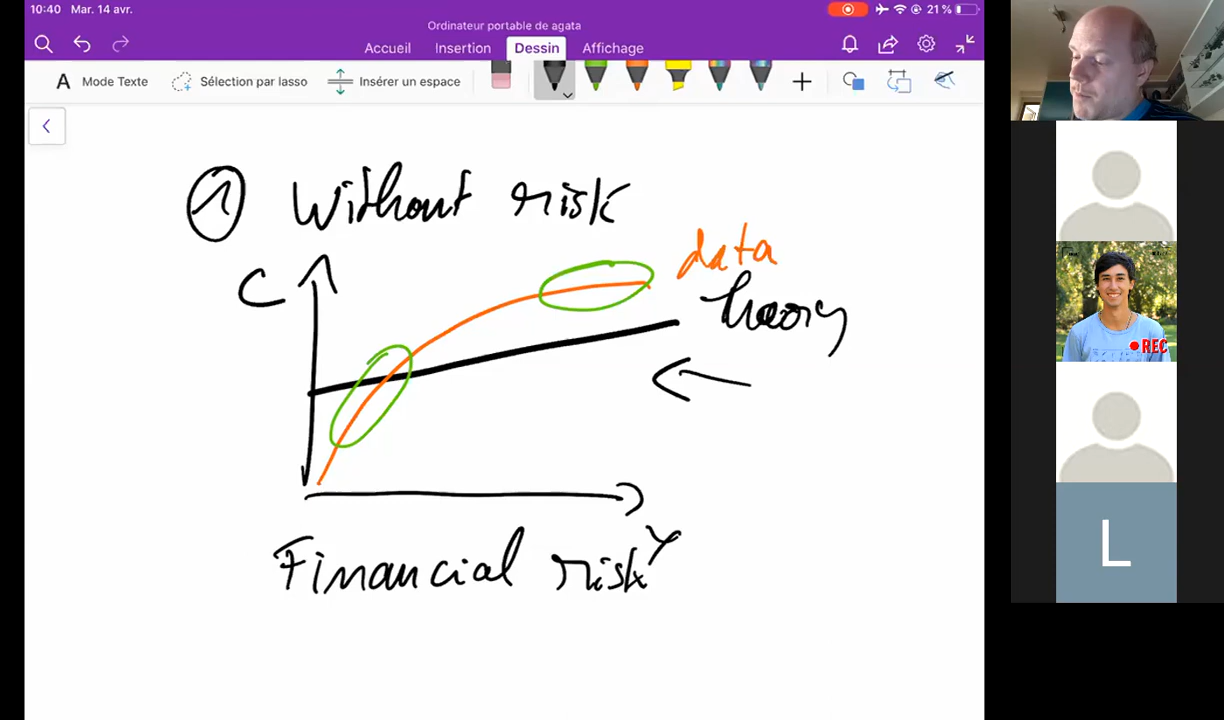 10:40 Mar. 14 avr.
21 %
Ordinateur portable de agata
Accueil Insertion Dessin Affichage
A Mode Texte Sélection par lasso Insérer un espace
1 Without risk
C
data
theory
Y
Financial risk
REC
L